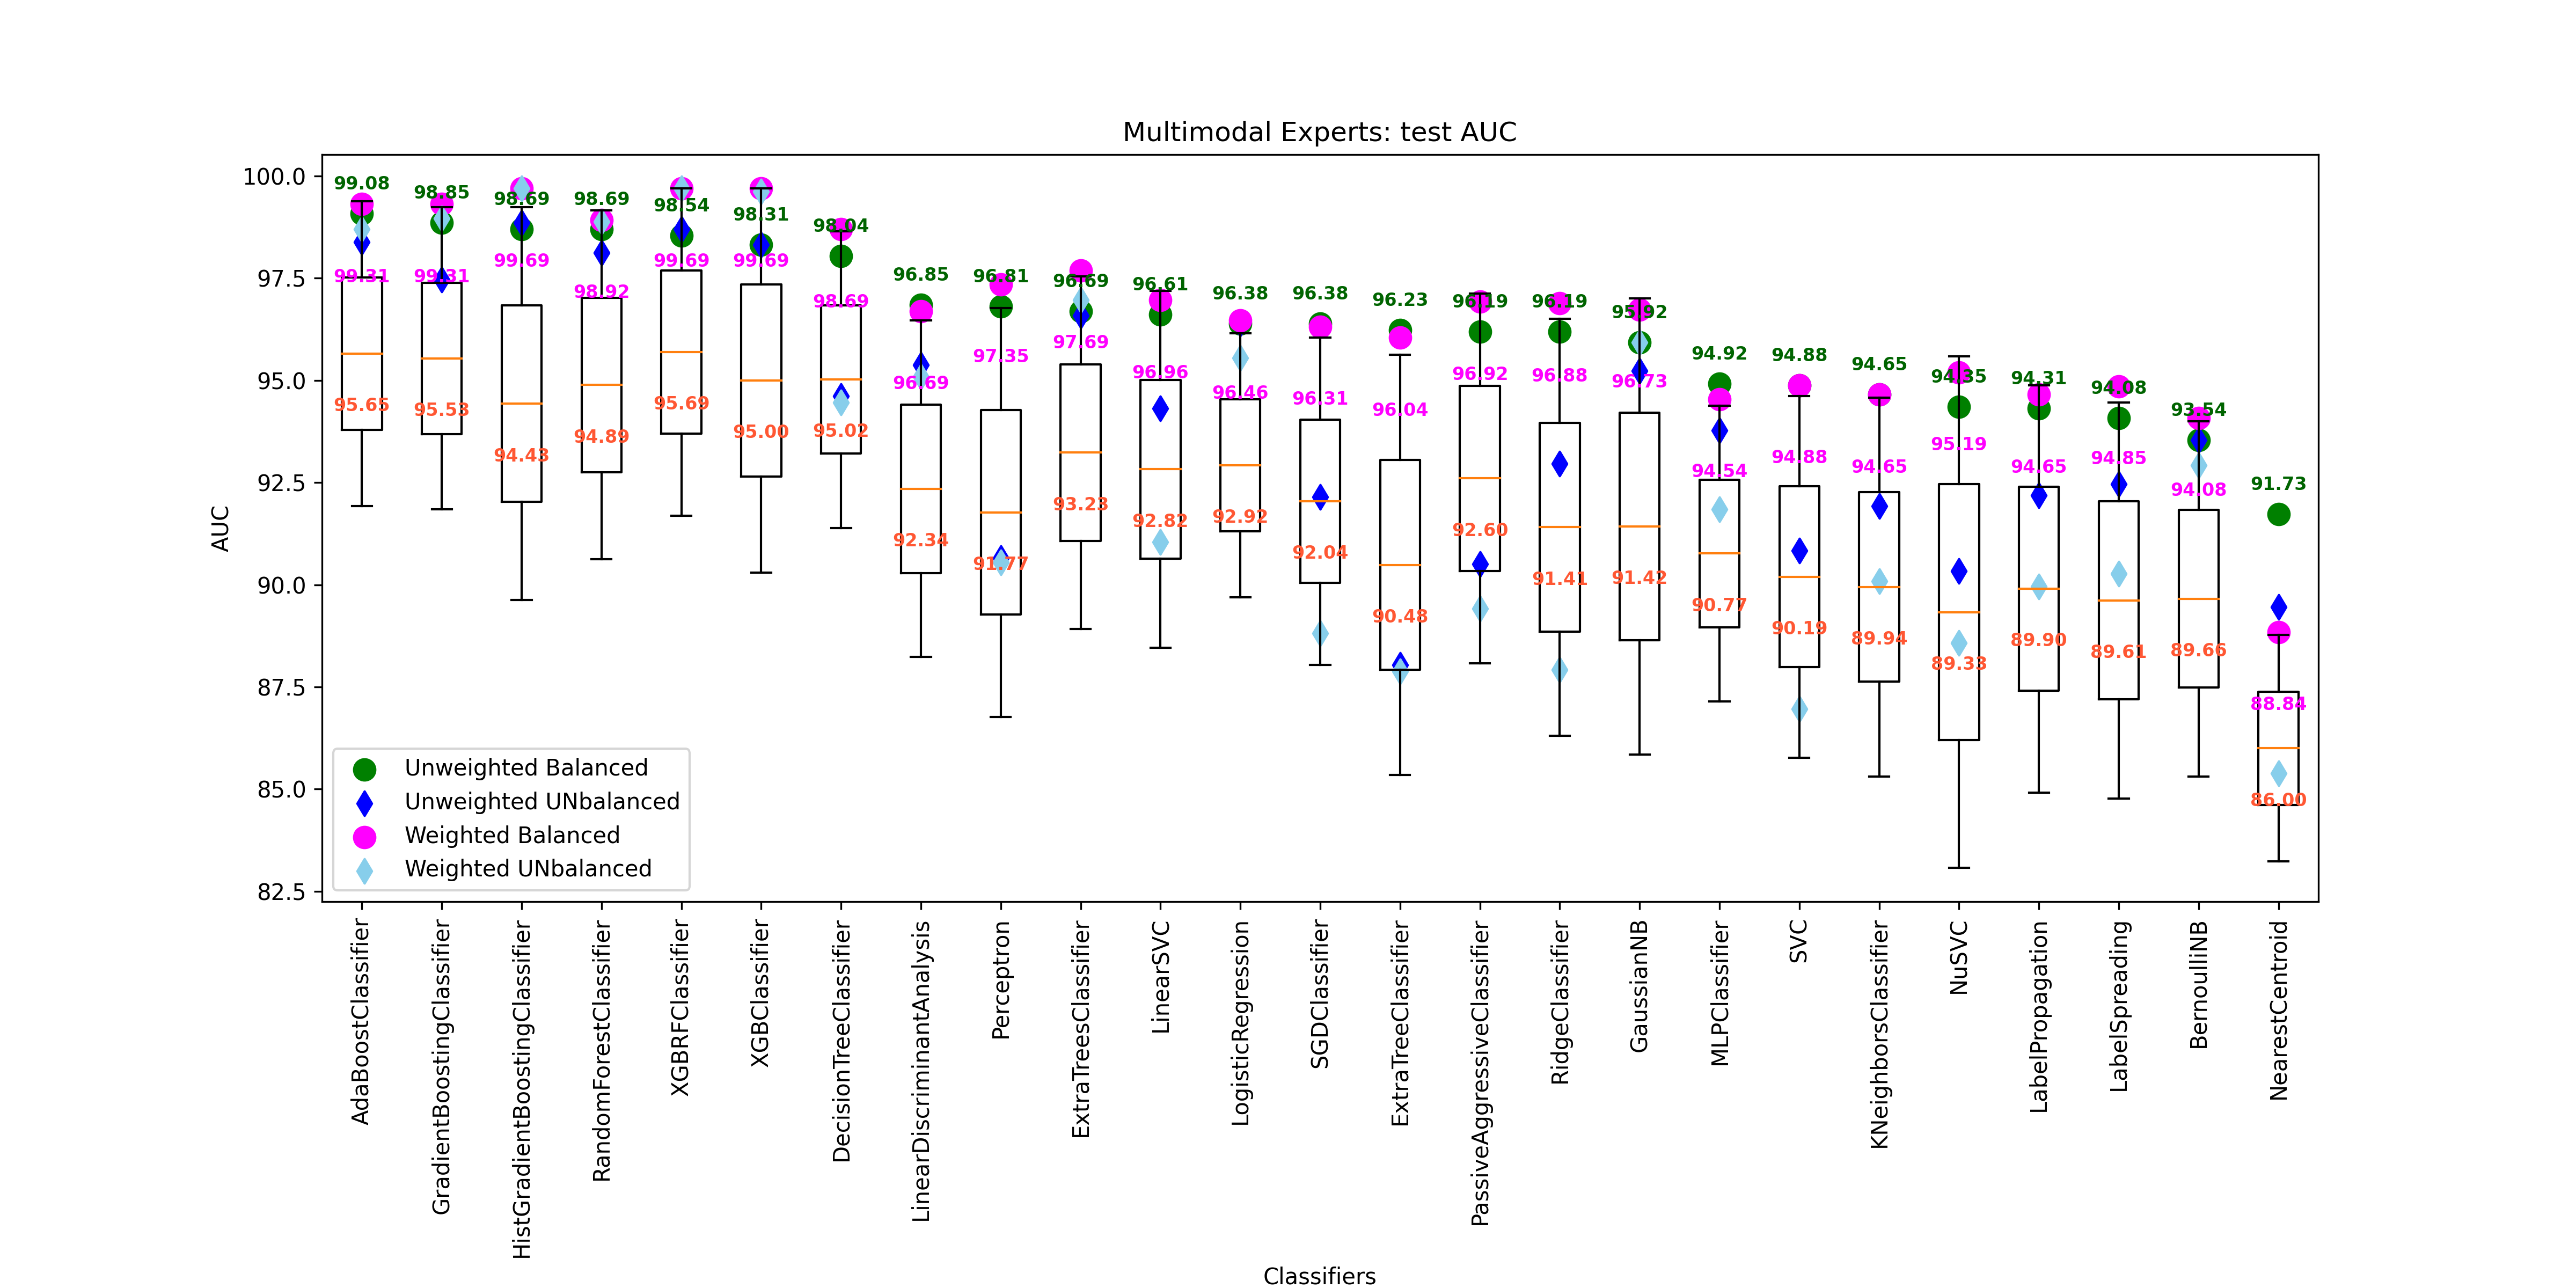 Multimodal Experts: test AUC
AUC
100.0
97.5
95.0
92.5
90.0
87.5
85.0
82.5
99.08
98.85
98.69
98.69
98.54
98.31
98.04
96.85
96.81
96.69
96.61
96.38
96.38
96.23
96.19
96.19
95.92
94.92
94.88
94.65
94.35
94.31
94.08
93.54
91.73
99.31
99.31
99.69
98.92
99.69
99.69
98.69
96.69
97.35
97.69
96.96
96.46
96.31
96.04
96.92
96.88
96.73
94.54
94.88
94.65
95.19
94.65
94.85
94.08
88.84
95.65
95.53
94.43
94.89
95.69
95.00
95.02
92.34
91.77
93.23
92.82
92.92
92.04
90.48
92.60
91.41
91.42
90.77
90.19
89.94
89.33
89.90
89.61
89.66
86.00
Unweighted Balanced
Unweighted UNbalanced
Weighted Balanced
Weighted UNbalanced
AdaBoostClassifier
GradientBoostingClassifier
HistGradientBoostingClassifier
RandomForestClassifier
XGBRFClassifier
XGBClassifier
DecisionTreeClassifier
LinearDiscriminantAnalysis
Perceptron
ExtraTreesClassifier
LinearSVC
LogisticRegression
SGDClassifier
ExtraTreeClassifier
PassiveAggressiveClassifier
RidgeClassifier
GaussianNB
MLPClassifier
SVC
KNeighborsClassifier
NuSVC
LabelPropagation
LabelSpreading
BernoulliNB
NearestCentroid
Classifiers